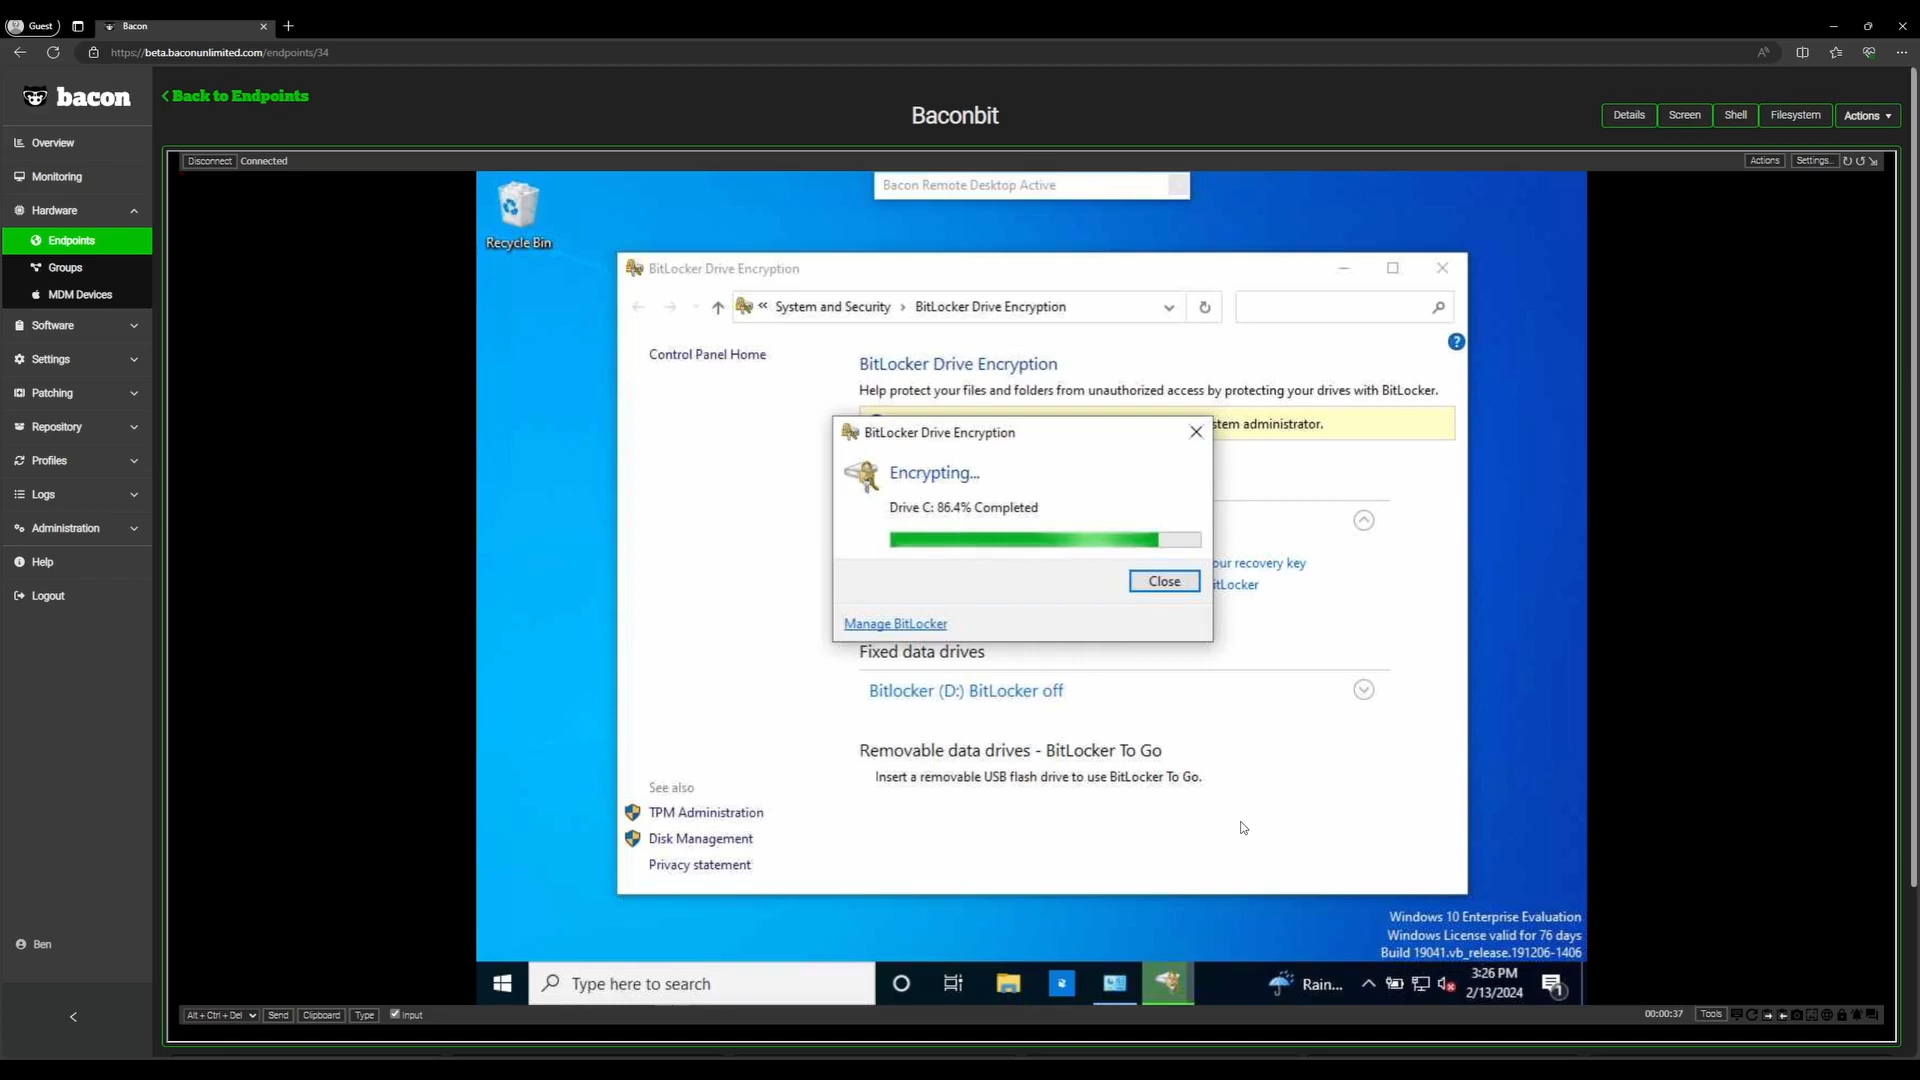 Guest
Bacon
https://beta.baconunlimited.com/endpoints/34
bacon
Back to Endpoints
Baconbit
Details
Screen
Shell
Filesystem
Actions
Overview
Monitoring
Hardware
Endpoints
Groups
MDM Devices
Software
Settings
Patching
Repository
Profiles
Logs
Administration
Help
Logout
Ben
Disconnect
Connected
Actions
Settings...
Bacon Remote Desktop Active
Recycle Bin
BitLocker Drive Encryption
« System and Security › BitLocker Drive Encryption
Control Panel Home
BitLocker Drive Encryption
Help protect your files and folders from unauthorized access by protecting your drives with BitLocker.
stem administrator.
BitLocker Drive Encryption
Encrypting...
Drive C: 86.4% Completed
our recovery key
itLocker
Close
Manage BitLocker
Fixed data drives
Bitlocker (D:) BitLocker off
Removable data drives - BitLocker To Go
Insert a removable USB flash drive to use BitLocker To Go.
See also
TPM Administration
Disk Management
Privacy statement
Windows 10 Enterprise Evaluation
Windows License valid for 76 days
Build 19041.vb_release.191206-1406
Type here to search
Rain...
3:26 PM
2/13/2024
1
Alt + Ctrl + Del
Send
Clipboard
Type
Input
00:00:37
Tools